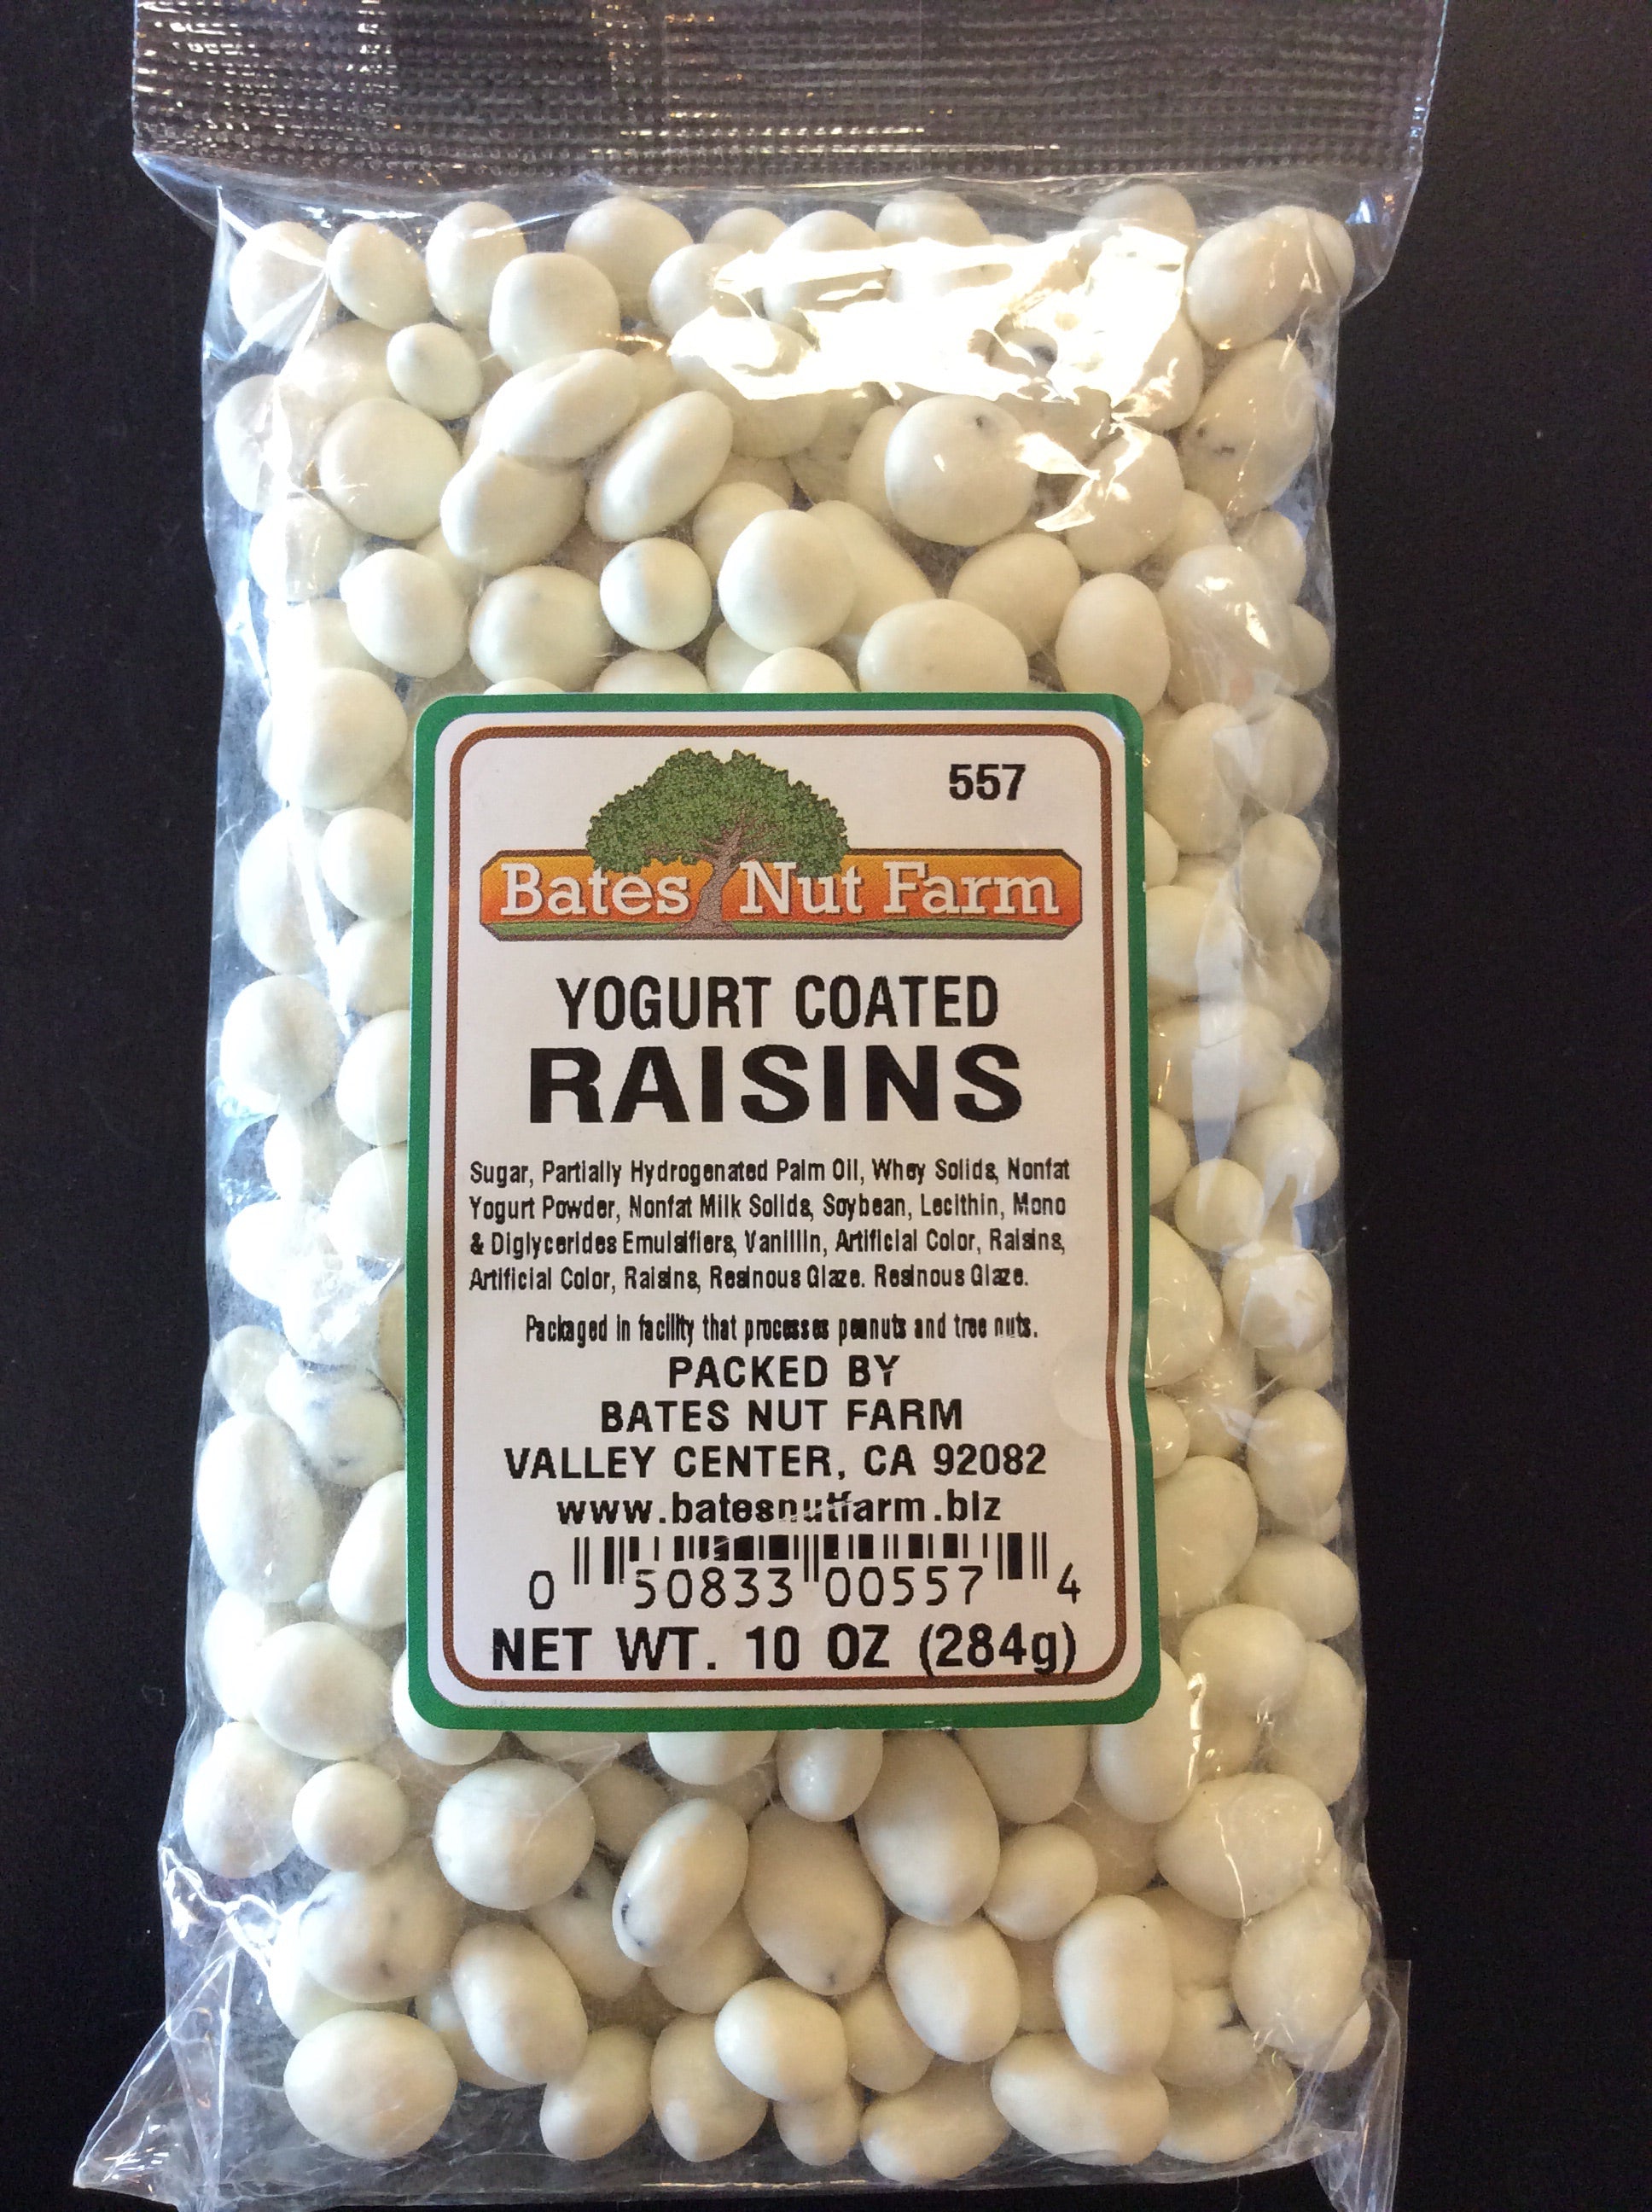 557
Bates Nut Farm
YOGURT COATED
RAISINS
Sugar, Partially Hydrogenated Palm Oil, Whey Solids, Nonfat
Yogurt Powder, Nonfat Milk Solids, Soybean, Lecithin, Mono
& Diglycerides Emulsifiers, Vanillin, Artificial Color, Raisins,
Artificial Color, Raisins, Resinous Glaze. Resinous Glaze.
Packaged in facility that processes peanuts and tree nuts.
PACKED BY
BATES NUT FARM
VALLEY CENTER, CA 92082
www.batesnutfarm.biz
0 50833 00557 4
NET WT. 10 OZ (284g)